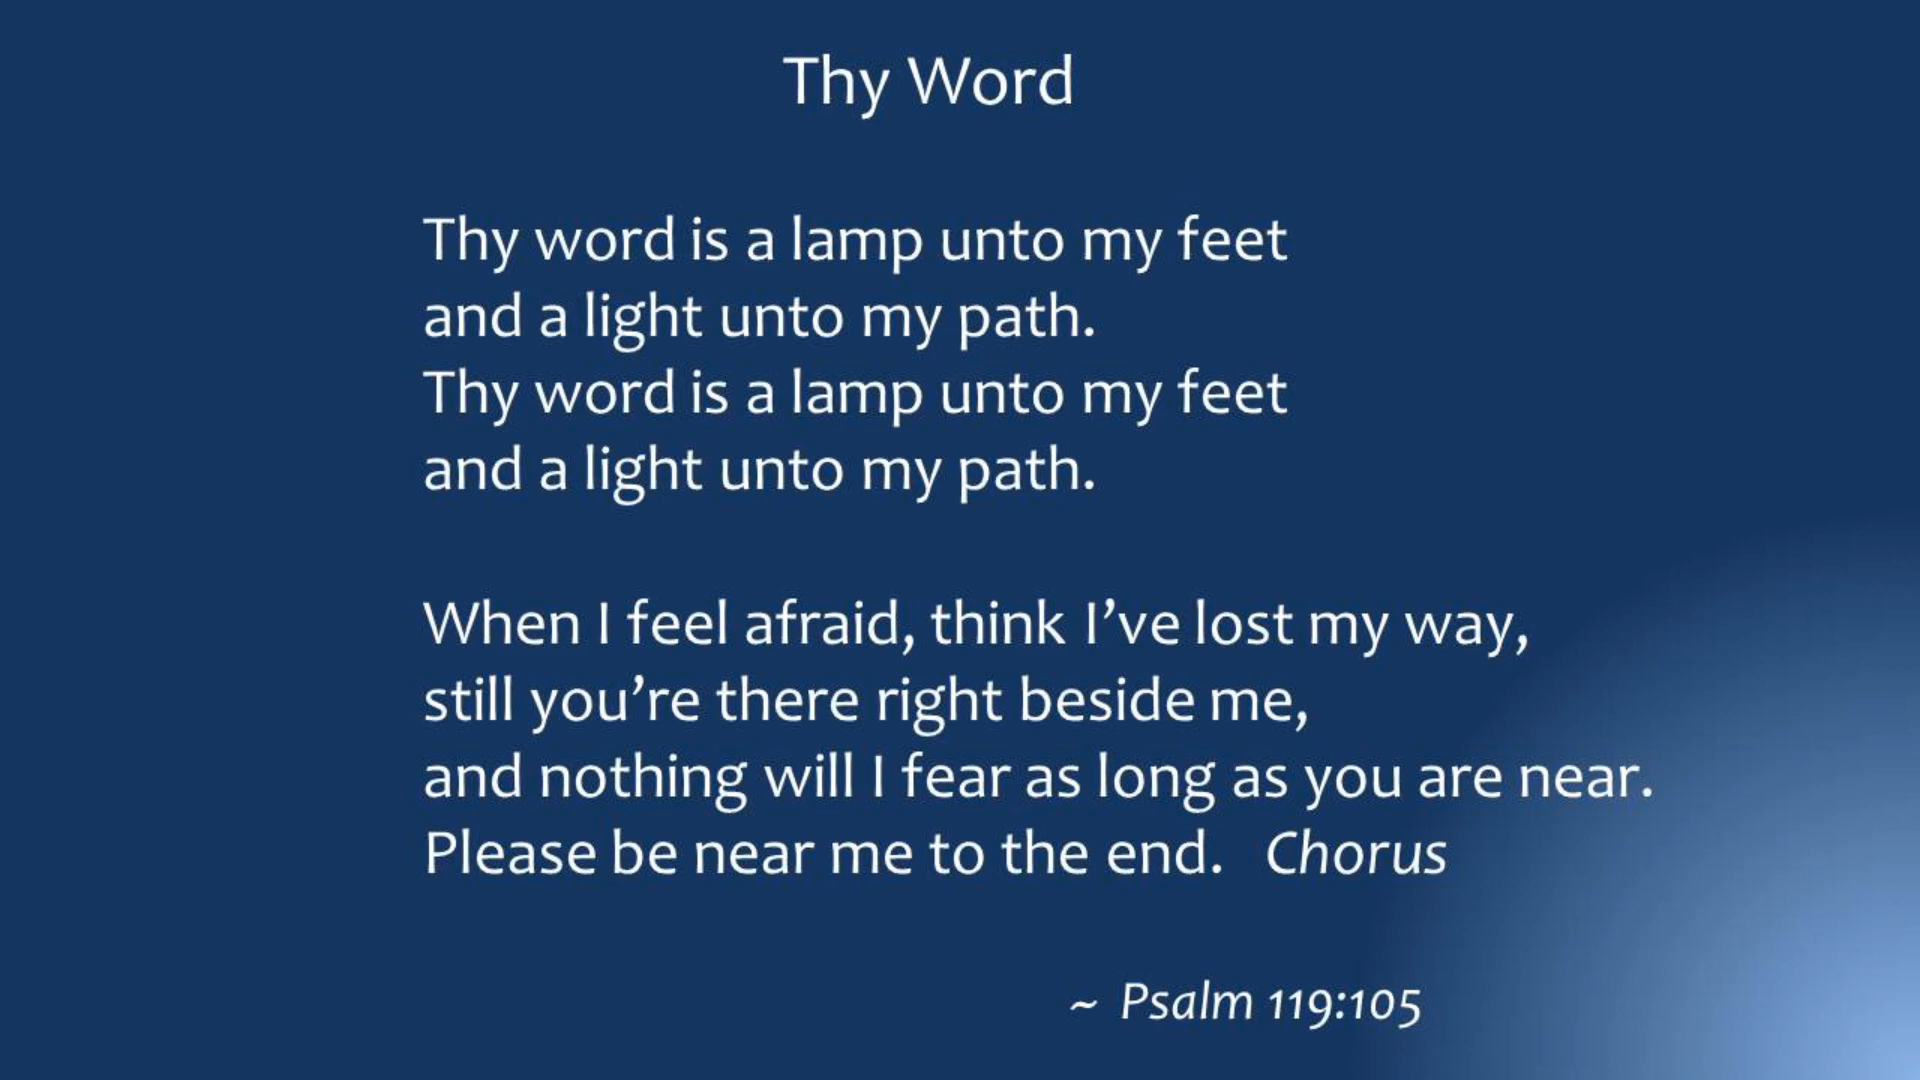 Thy Word
Thy word is a lamp unto my feet
and a light unto my path.
Thy word is a lamp unto my feet
and a light unto my path.
When I feel afraid, think I’ve lost my way,
still you’re there right beside me,
and nothing will I fear as long as you are near.
Please be near me to the end. Chorus
~ Psalm 119:105